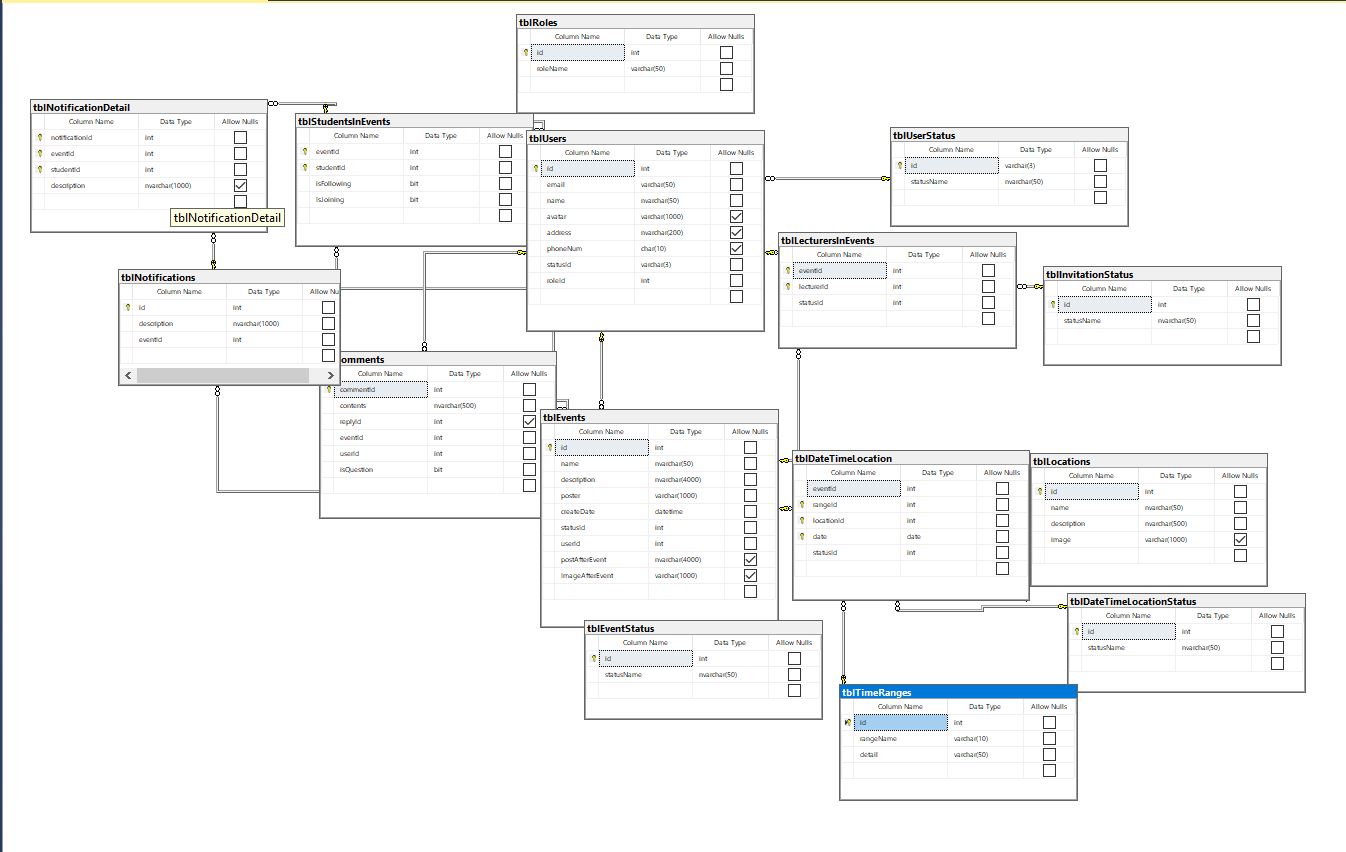 tblRoles
Column Name Data Type Allow Nulls
id int
roleName varchar(50)
tblNotificationDetail
Column Name Data Type Allow Nulls
notificationId int
eventId int
studentId int
description nvarchar(1000)
tblNotificationDetail
tblStudentsInEvents
Column Name Data Type Allow Nulls
eventId int
studentId int
isFollowing bit
isJoining bit
tblUsers
Column Name Data Type Allow Nulls
id int
email varchar(50)
name nvarchar(50)
avatar varchar(1000)
address nvarchar(200)
phoneNum char(10)
statusId varchar(3)
roleId int
tblUserStatus
Column Name Data Type Allow Nulls
id varchar(3)
statusName nvarchar(50)
tblLecturersInEvents
Column Name Data Type Allow Nulls
eventId int
lecturerId int
statusId int
tblInvitationStatus
Column Name Data Type Allow Nulls
id int
statusName nvarchar(50)
tblNotifications
Column Name Data Type Allow Nu
id int
description nvarchar(1000)
eventId int
omments
Column Name Data Type Allow Nulls
commentId int
contents nvarchar(500)
replyId int
eventId int
userId int
isQuestion bit
tblEvents
Column Name Data Type Allow Nulls
id int
name nvarchar(50)
description nvarchar(4000)
poster varchar(1000)
createDate datetime
statusId int
userId int
postAfterEvent nvarchar(4000)
imageAfterEvent varchar(1000)
tblDateTimeLocation
Column Name Data Type Allow Nulls
eventId int
rangeId int
locationId int
date date
statusId int
tblLocations
Column Name Data Type Allow Nulls
id int
name nvarchar(50)
description nvarchar(500)
image varchar(1000)
tblDateTimeLocationStatus
Column Name Data Type Allow Nulls
id int
statusName nvarchar(50)
tblEventStatus
Column Name Data Type Allow Nulls
id int
statusName nvarchar(50)
tblTimeRanges
Column Name Data Type Allow Nulls
id int
rangeName varchar(10)
detail varchar(50)